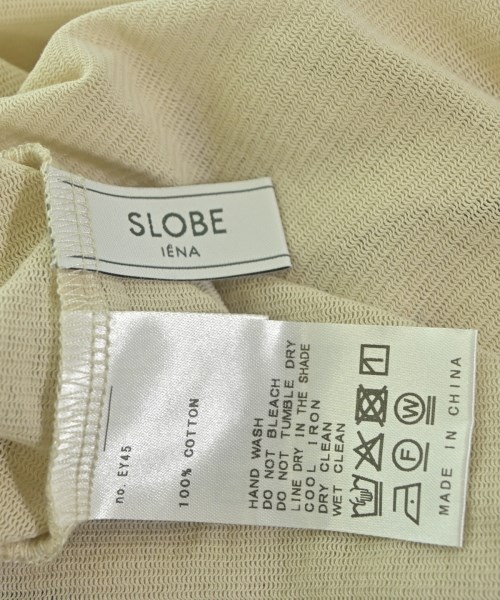 SLOBE
IÉNA
no. EY45
100% COTTON
HAND WASH
DO NOT BLEACH
DO NOT TUMBLE DRY
LINE DRY IN THE SHADE
COOL IRON
DRY CLEAN
WET CLEAN
F
W
MADE IN CHINA